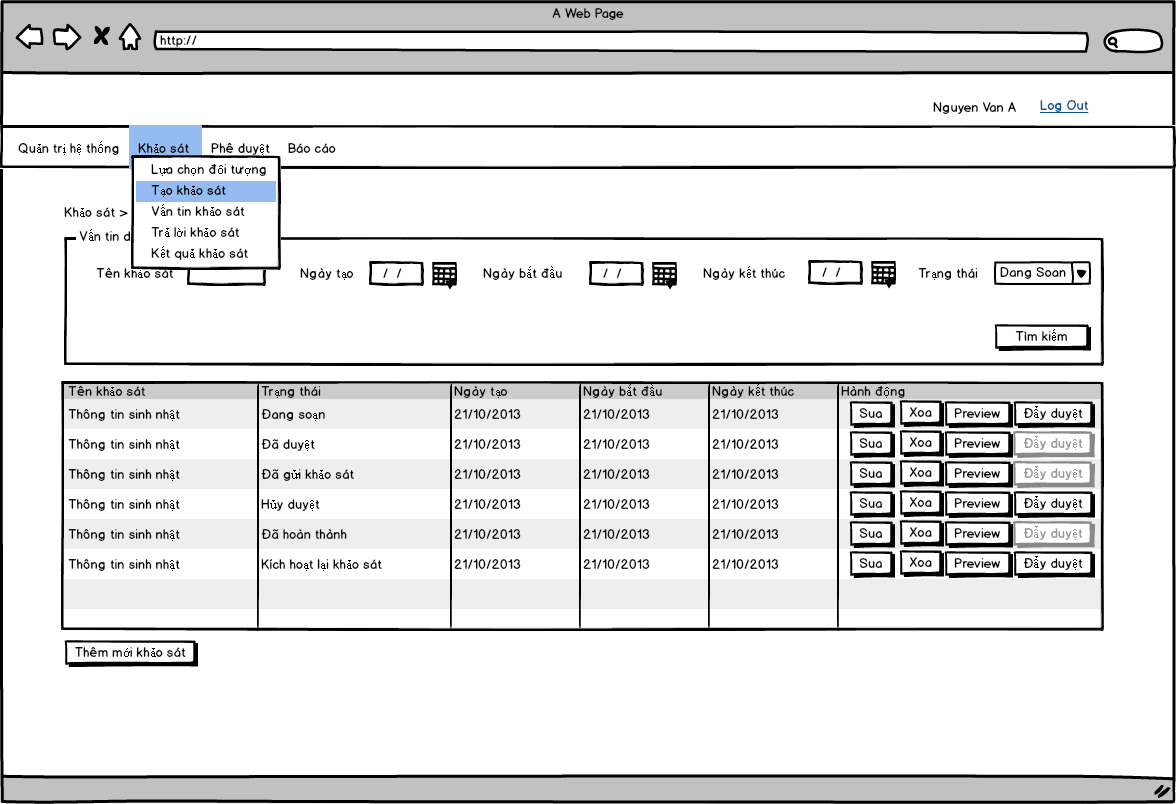 A Web Page
http://
Nguyen Van A Log Out
Quản trị hệ thống Khảo sát Phê duyệt Báo cáo
Lựa chọn đối tượng
Tạo khảo sát
Vấn tin khảo sát
Trả lời khảo sát
Kết quả khảo sát
Khảo sát >
Vấn tin
Tên khảo sát Ngày tạo / / Ngày bắt đầu / / Ngày kết thúc / / Trạng thái Dang Soan
Tìm kiếm
Tên khảo sát Trạng thái Ngày tạo Ngày bắt đầu Ngày kết thúc Hành động
Thông tin sinh nhật Đang soạn 21/10/2013 21/10/2013 21/10/2013 Sua Xoa Preview Đẩy duyệt
Thông tin sinh nhật Đã duyệt 21/10/2013 21/10/2013 21/10/2013 Sua Xoa Preview Đẩy duyệt
Thông tin sinh nhật Đã gửi khảo sát 21/10/2013 21/10/2013 21/10/2013 Sua Xoa Preview Đẩy duyệt
Thông tin sinh nhật Hủy duyệt 21/10/2013 21/10/2013 21/10/2013 Sua Xoa Preview Đẩy duyệt
Thông tin sinh nhật Đã hoàn thành 21/10/2013 21/10/2013 21/10/2013 Sua Xoa Preview Đẩy duyệt
Thông tin sinh nhật Kích hoạt lại khảo sát 21/10/2013 21/10/2013 21/10/2013 Sua Xoa Preview Đẩy duyệt
Thêm mới khảo sát